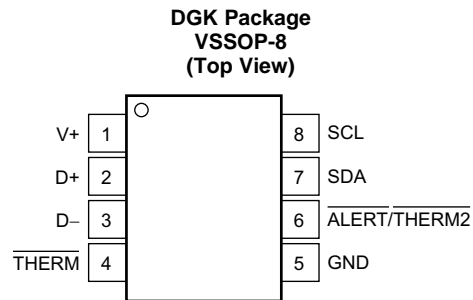 DGK Package
VSSOP-8
(Top View)
V+ 1 8 SCL
D+ 2 7 SDA
D− 3 6 ALERT/THERM2
THERM 4 5 GND